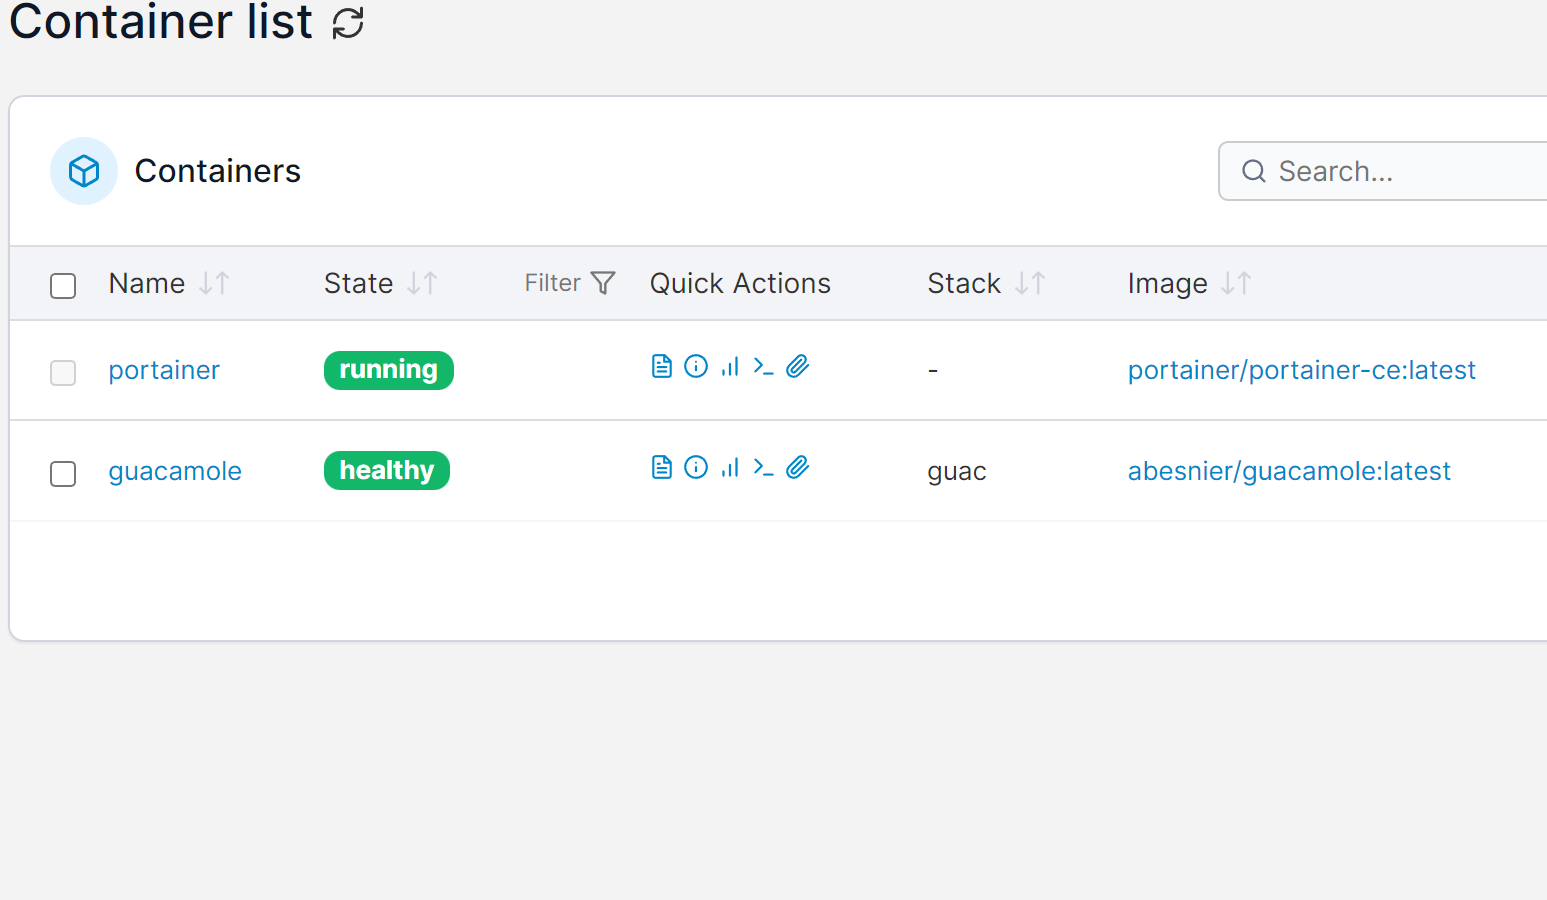 Container list
Containers
Search...
Name State Filter Quick Actions Stack Image
portainer running - portainer/portainer-ce:latest
guacamole healthy guac abesnier/guacamole:latest